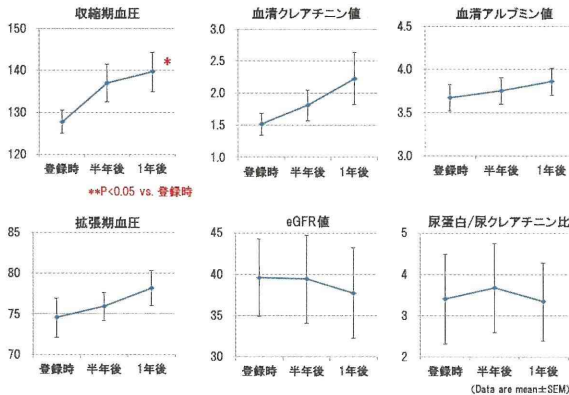 収縮期血圧
150
140
130
120
登録時 半年後 1年後
*
**P<0.05 vs. 登録時
血清クレアチニン値
3.0
2.5
2.0
1.5
1.0
登録時 半年後 1年後
血清アルブミン値
4.5
4.0
3.5
3.0
登録時 半年後 1年後
拡張期血圧
85
80
75
70
登録時 半年後 1年後
eGFR値
45
40
35
30
登録時 半年後 1年後
尿蛋白/尿クレアチニン比
5
4
3
2
登録時 半年後 1年後
(Data are mean±SEM)